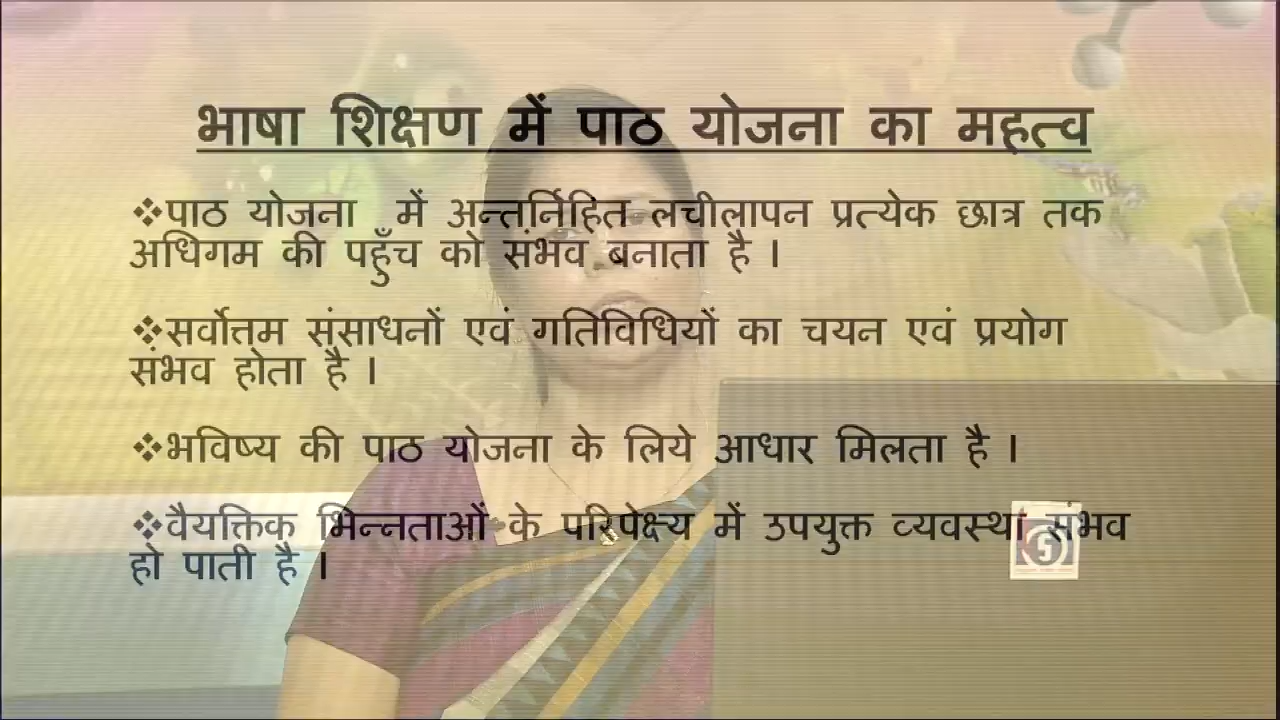 भाषा शिक्षण में पाठ योजना का महत्व
❖पाठ योजना में अन्तर्निहित लचीलापन प्रत्येक छात्र तक
अधिगम की पहुँच को संभव बनाता है ।
❖सर्वोत्तम संसाधनों एवं गतिविधियों का चयन एवं प्रयोग
संभव होता है ।
❖भविष्य की पाठ योजना के लिये आधार मिलता है ।
❖वैयक्तिक भिन्नताओं के परिपेक्ष्य में उपयुक्त व्यवस्था संभव
हो पाती है ।